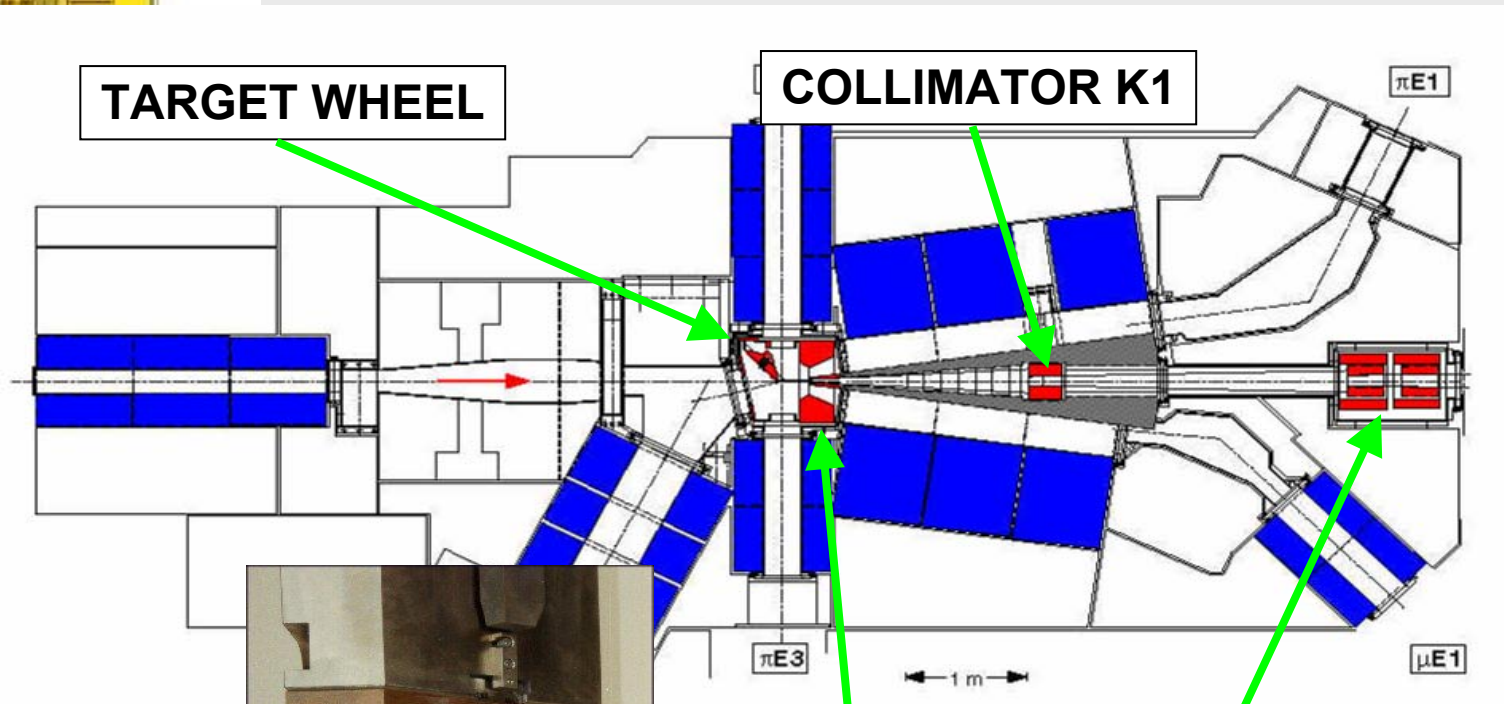 TARGET WHEEL
COLLIMATOR K1
πE1
πE3
1 m
μE1